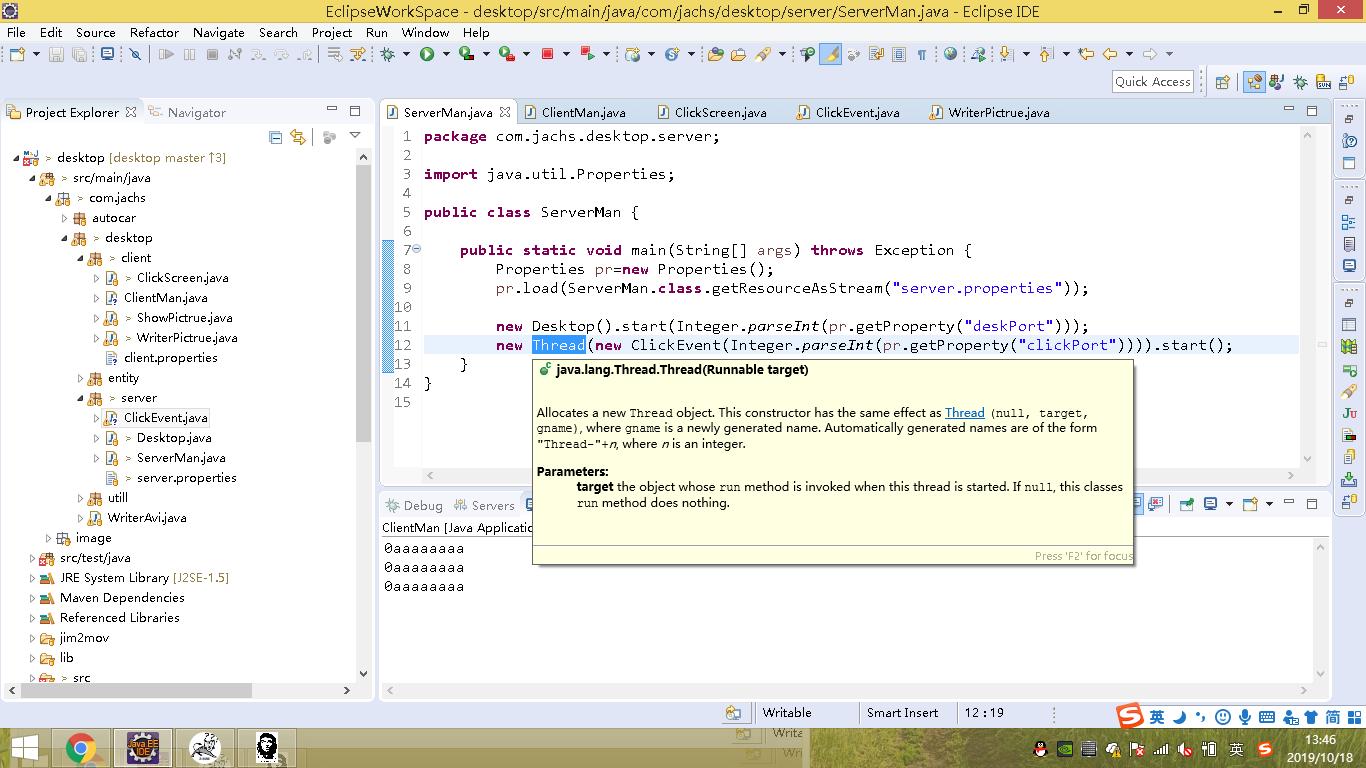 EclipseWorkSpace - desktop/src/main/java/com/jachs/desktop/server/ServerMan.java - Eclipse IDE
File Edit Source Refactor Navigate Search Project Run Window Help
Quick Access
Project Explorer Navigator
> desktop [desktop master ↑3]
> src/main/java
> com.jachs
autocar
> desktop
> client
> ClickScreen.java
ClientMan.java
> ShowPictrue.java
> WriterPictrue.java
client.properties
entity
> server
ClickEvent.java
> Desktop.java
> ServerMan.java
> server.properties
utill
> WriterAvi.java
image
src/test/java
JRE System Library [J2SE-1.5]
Maven Dependencies
Referenced Libraries
jim2mov
lib
> src
ServerMan.java ClientMan.java ClickScreen.java ClickEvent.java WriterPictrue.java
1 package com.jachs.desktop.server;
2
3 import java.util.Properties;
4
5 public class ServerMan {
6
7 public static void main(String[] args) throws Exception {
8 Properties pr=new Properties();
9 pr.load(ServerMan.class.getResourceAsStream("server.properties"));
10
11 new Desktop().start(Integer.parseInt(pr.getProperty("deskPort")));
12 new Thread(new ClickEvent(Integer.parseInt(pr.getProperty("clickPort")))).start();
13 }
14 }
15
java.lang.Thread.Thread(Runnable target)
Allocates a new Thread object. This constructor has the same effect as Thread (null, target,
gname), where gname is a newly generated name. Automatically generated names are of the form
"Thread-"+n, where n is an integer.
Parameters:
target the object whose run method is invoked when this thread is started. If null, this classes
run method does nothing.
Press 'F2' for focus
Debug Servers
ClientMan [Java Applicatio
0aaaaaaaa
0aaaaaaaa
0aaaaaaaa
Writable Smart Insert 12:19
英 简
Java EE
IDE
英
13:46
2019/10/18